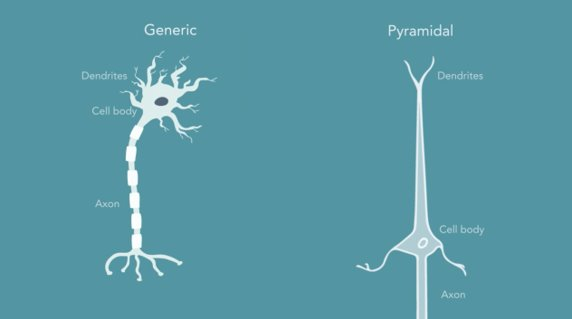 Generic
Dendrites
Cell body
Axon
Pyramidal
Dendrites
Cell body
Axon